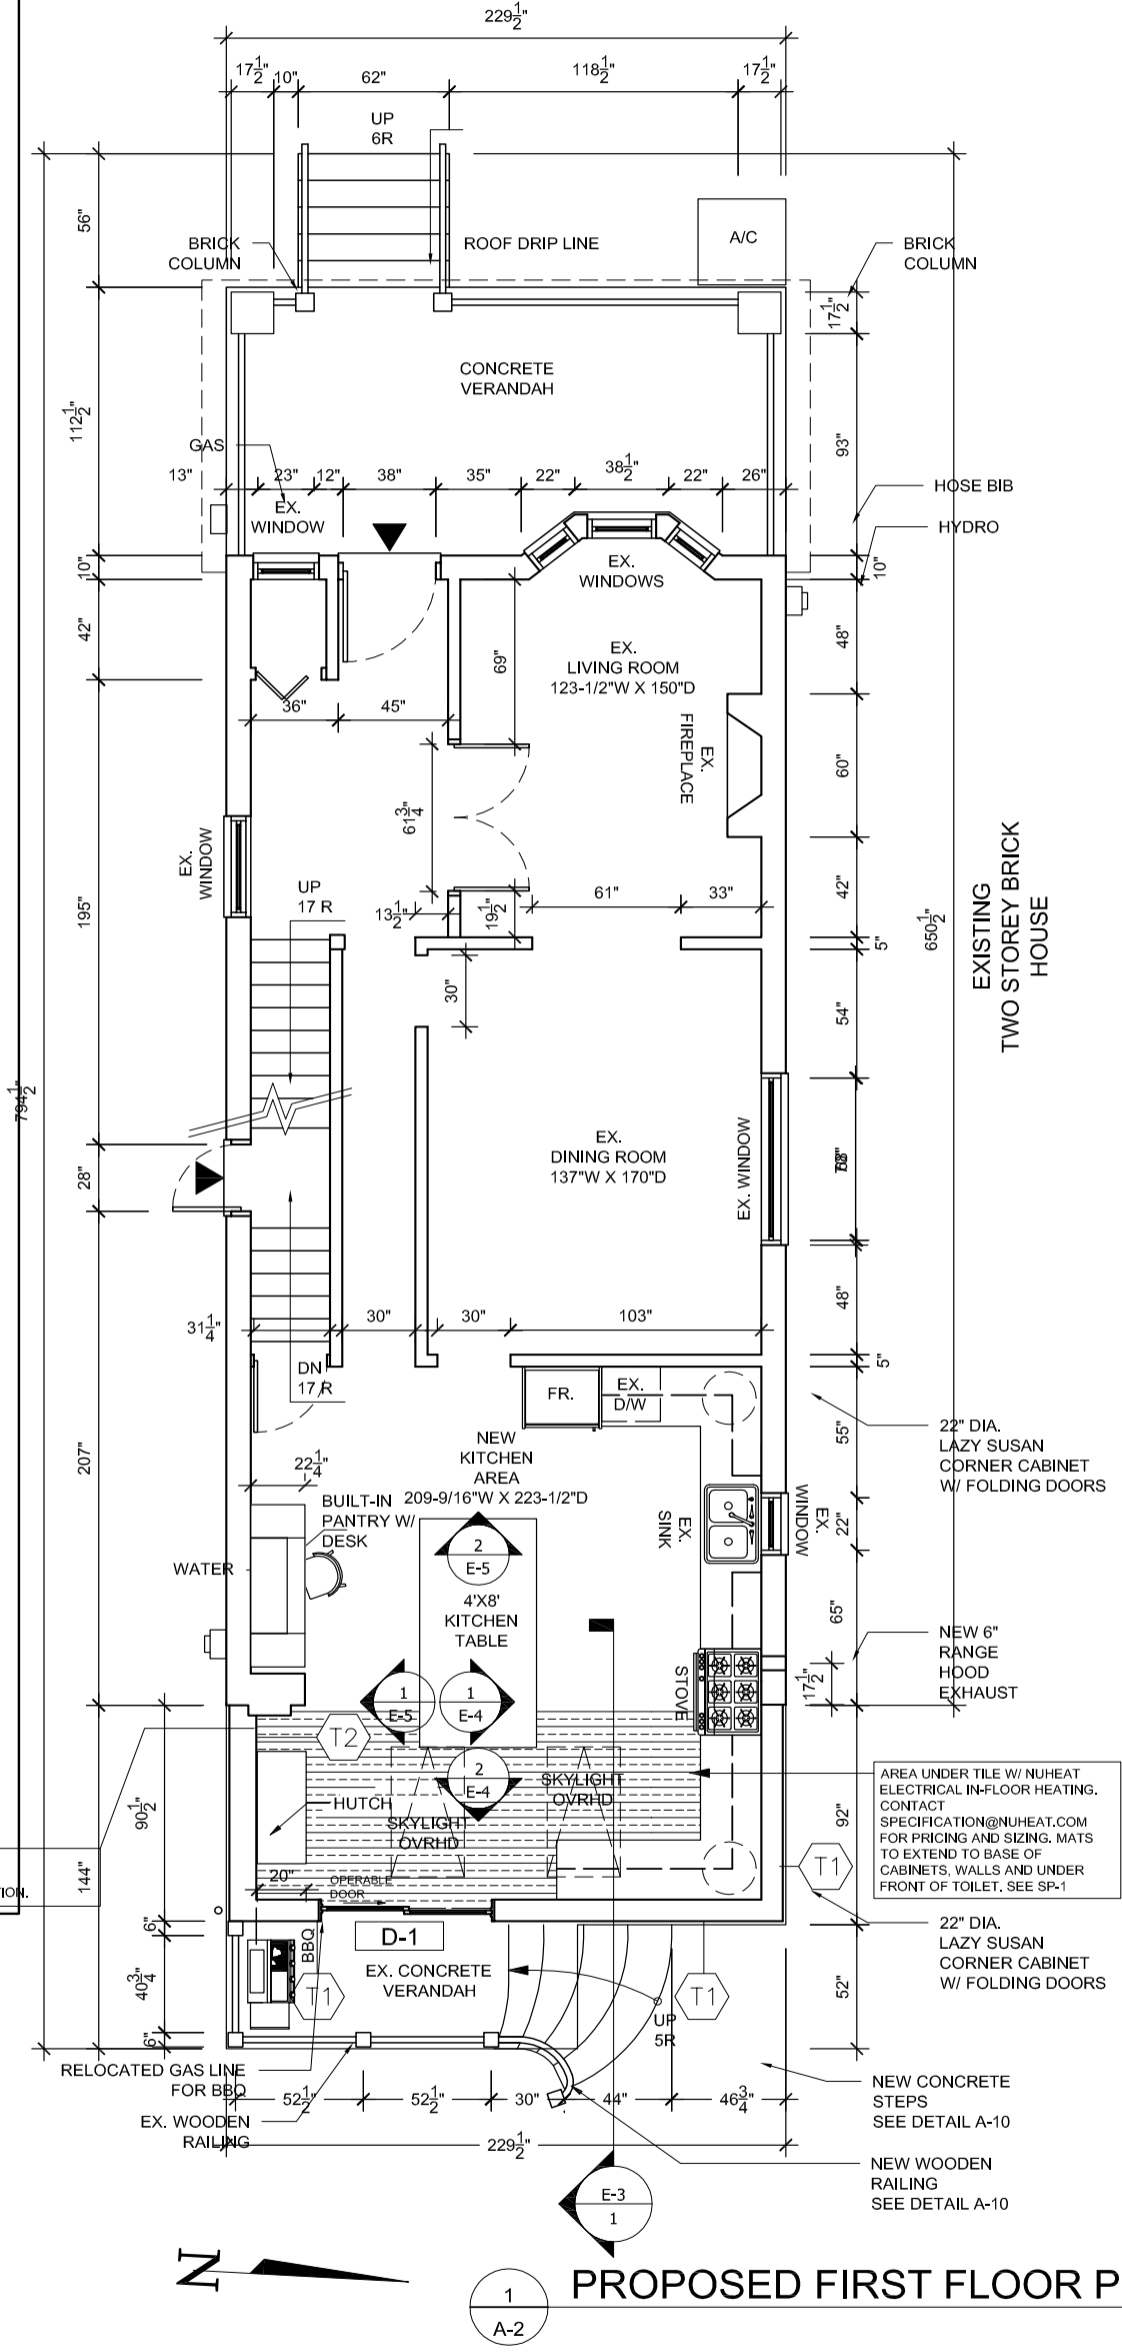 229 1/2"
17 1/2"
10"
62"
118 1/2"
17 1/2"
UP
6R
56"
BRICK
COLUMN
ROOF DRIP LINE
A/C
BRICK
COLUMN
17 1/2"
CONCRETE
VERANDAH
112 1/2"
93"
GAS
13"
23"
12"
38"
35"
22"
38 1/2"
22"
26"
HOSE BIB
EX.
WINDOW
HYDRO
10"
EX.
WINDOWS
10"
42"
48"
69"
EX.
LIVING ROOM
123-1/2"W X 150"D
36"
45"
EX.
FIREPLACE
60"
61 3/4"
EX.
WINDOW
UP
17 R
13 1/2"
19 1/2"
61"
33"
42"
195"
5"
650 1/2"
EXISTING
TWO STOREY BRICK
HOUSE
30"
54"
794 1/2"
EX.
DINING ROOM
137"W X 170"D
EX. WINDOW
28"
48"
31 1/4"
30"
30"
103"
5"
DN
17 R
FR.
EX.
D/W
55"
22" DIA.
LAZY SUSAN
CORNER CABINET
W/ FOLDING DOORS
207"
NEW
KITCHEN
AREA
209-9/16"W X 223-1/2"D
22 1/4"
BUILT-IN
PANTRY W/
DESK
EX.
SINK
EX.
WINDOW
22"
2
E-5
WATER
4'X8'
KITCHEN
TABLE
65"
NEW 6"
RANGE
HOOD
EXHAUST
STOVE
17 1/2"
1
E-5
1
E-4
T2
2
E-4
SKYLIGHT
OVRHD
HUTCH
SKYLIGHT
OVRHD
90 1/2"
92"
AREA UNDER TILE W/ NUHEAT
ELECTRICAL IN-FLOOR HEATING.
CONTACT
SPECIFICATION@NUHEAT.COM
FOR PRICING AND SIZING. MATS
TO EXTEND TO BASE OF
CABINETS, WALLS AND UNDER
FRONT OF TOILET. SEE SP-1
T1
144"
20"
OPERABLE
DOOR
TION.
6"
D-1
BBQ
EX. CONCRETE
VERANDAH
22" DIA.
LAZY SUSAN
CORNER CABINET
W/ FOLDING DOORS
40 3/4"
T1
T1
52"
UP
5R
6"
RELOCATED GAS LINE
FOR BBQ
52 1/2"
52 1/2"
30"
44"
46 3/4"
NEW CONCRETE
STEPS
SEE DETAIL A-10
EX. WOODEN
RAILING
229 1/2"
NEW WOODEN
RAILING
SEE DETAIL A-10
E-3
1
N
1
A-2
PROPOSED FIRST FLOOR P